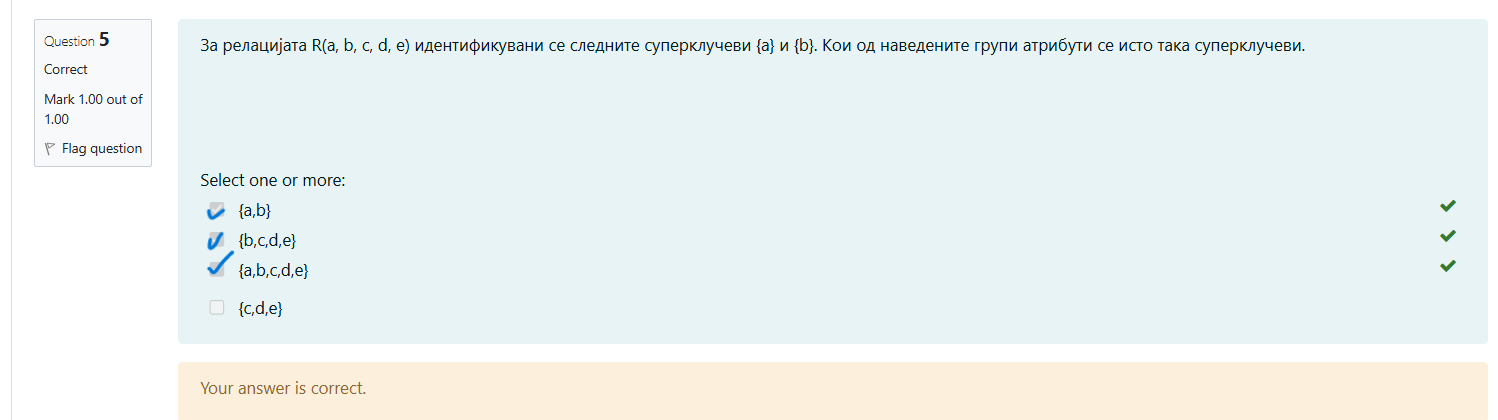 Question 5
Correct
Mark 1.00 out of
1.00
Flag question
За релацијата R(a, b, c, d, e) идентификувани се следните суперклучеви {a} и {b}. Кои од наведените групи атрибути се исто така суперклучеви.
Select one or more:
{a,b}
{b,c,d,e}
{a,b,c,d,e}
{c,d,e}
Your answer is correct.